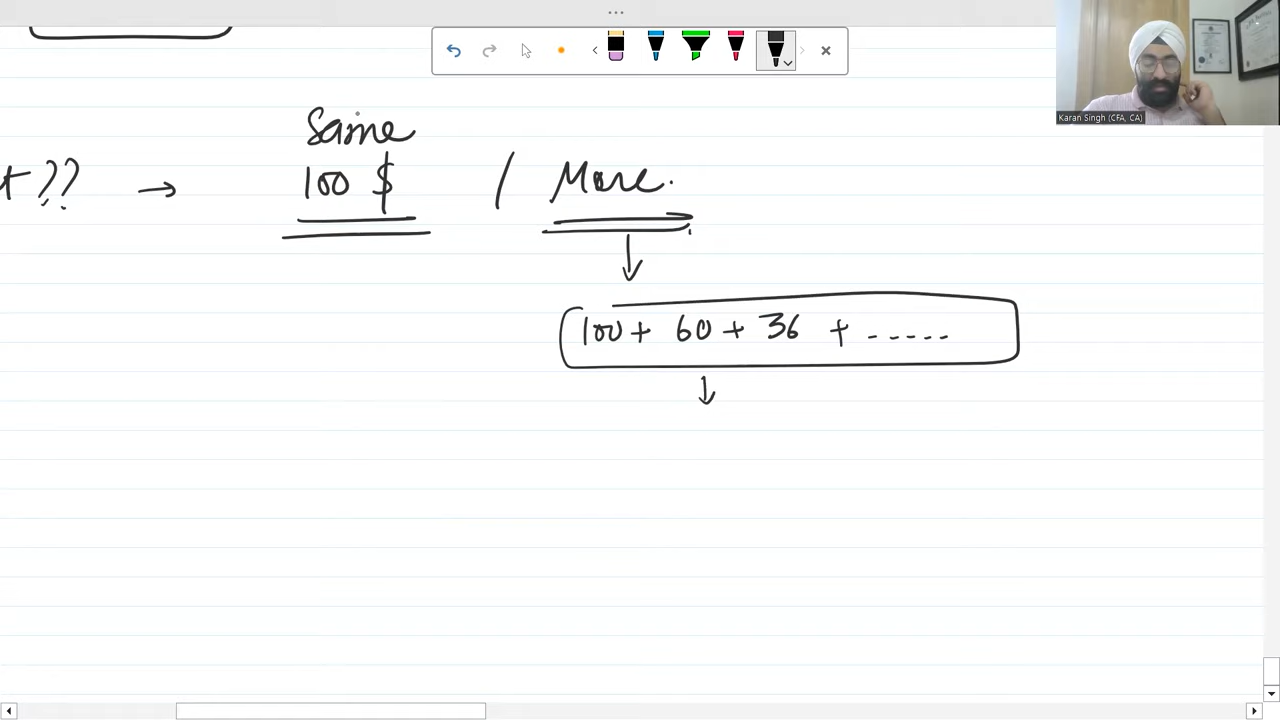 Karan Singh (CFA, CA)
Same
t ?? → 100 $ / More.
↓
100 + 60 + 36 + -----
↓